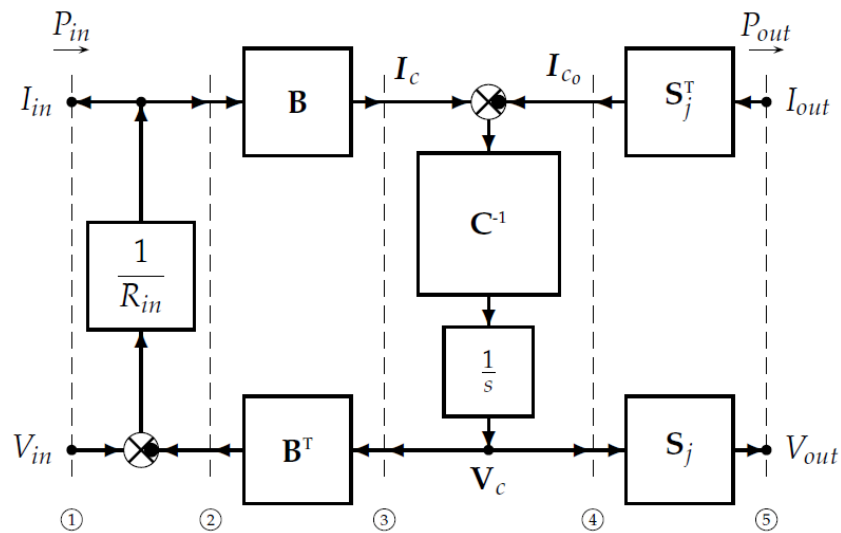 P_in P_out
I_in B I_c I_co S_j^T I_out
C^-1
1/R_in
1/s
V_in B^T V_c S_j V_out
① ② ③ ④ ⑤